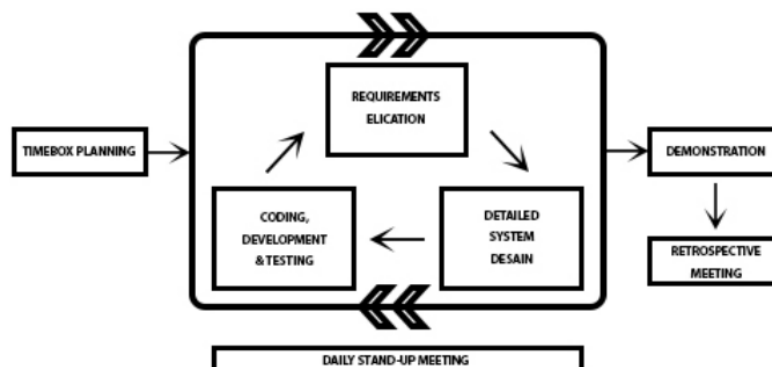 REQUIREMENTS
ELICATION
TIMEBOX PLANNING
DEMONSTRATION
CODING,
DEVELOPMENT
& TESTING
DETAILED
SYSTEM
DESAIN
RETROSPECTIVE
MEETING
DAILY STAND-UP MEETING